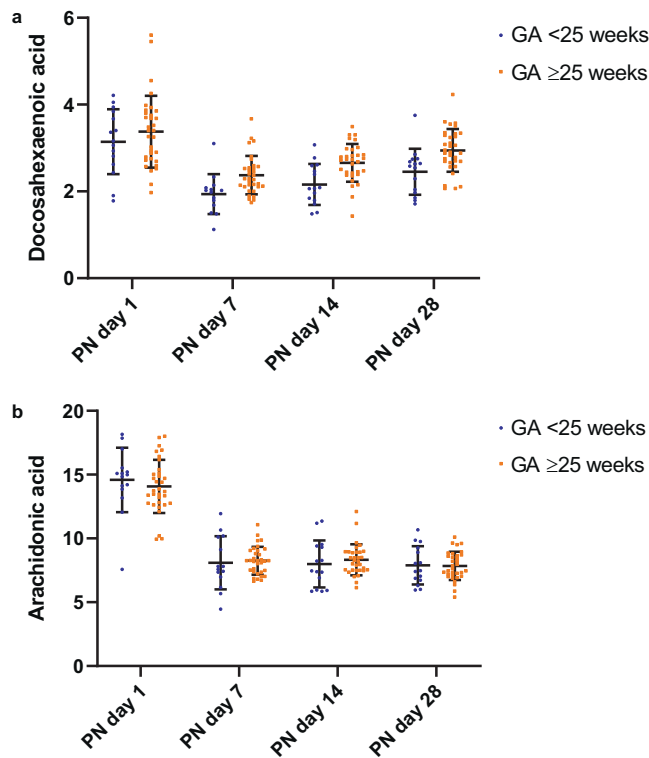 a
6
4
2
0
Docosahexaenoic acid
PN day 1
PN day 7
PN day 14
PN day 28
GA <25 weeks
GA ≥25 weeks
b
20
15
10
5
0
Arachidonic acid
PN day 1
PN day 7
PN day 14
PN day 28
GA <25 weeks
GA ≥25 weeks